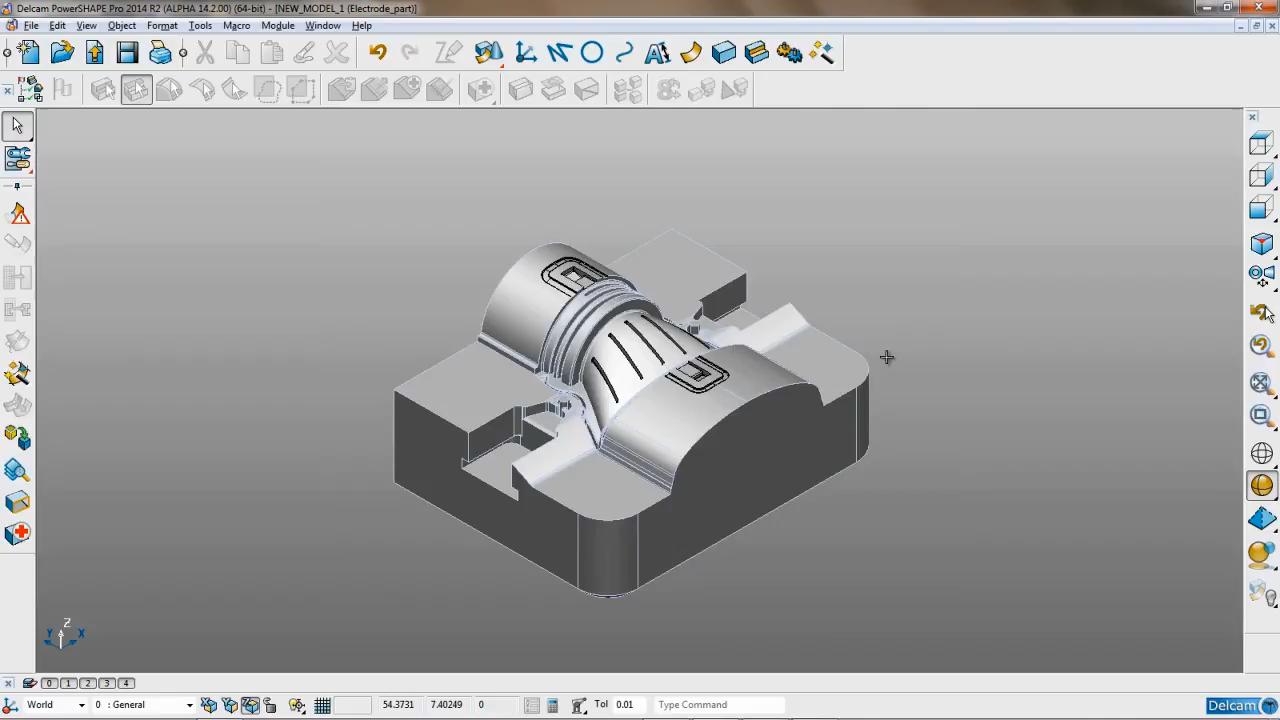 Delcam PowerSHAPE Pro 2014 R2 (ALPHA 14.2.00) (64-bit) - [NEW_MODEL_1 (Electrode_part)]
File Edit View Object Format Tools Macro Module Window Help
Z
Y X
0 1 2 3 4
World 0 : General 54.3731 7.40249 0 Tol 0.01 Type Command Delcam